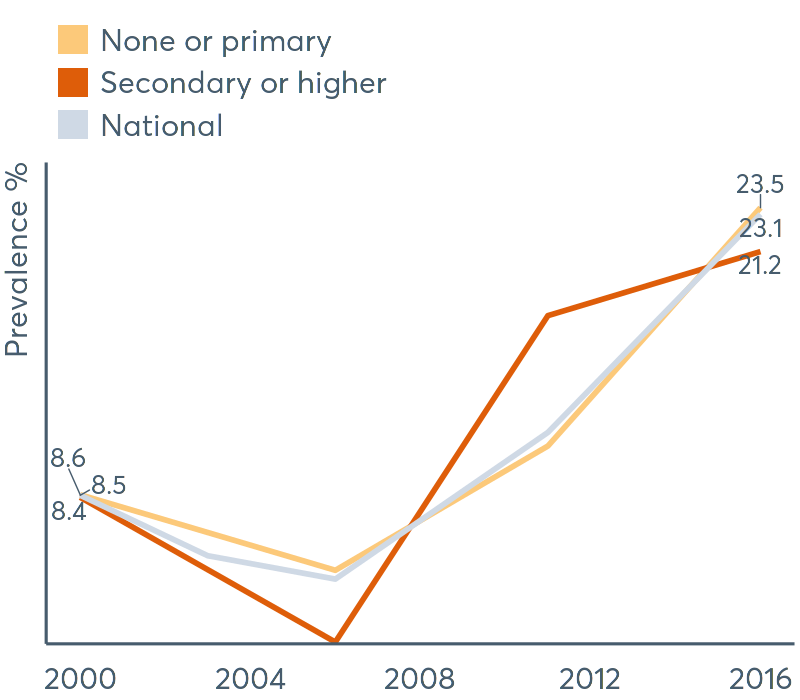 None or primary
Secondary or higher
National
Prevalence %
23.5
23.1
21.2
8.6
8.5
8.4
2000 2004 2008 2012 2016